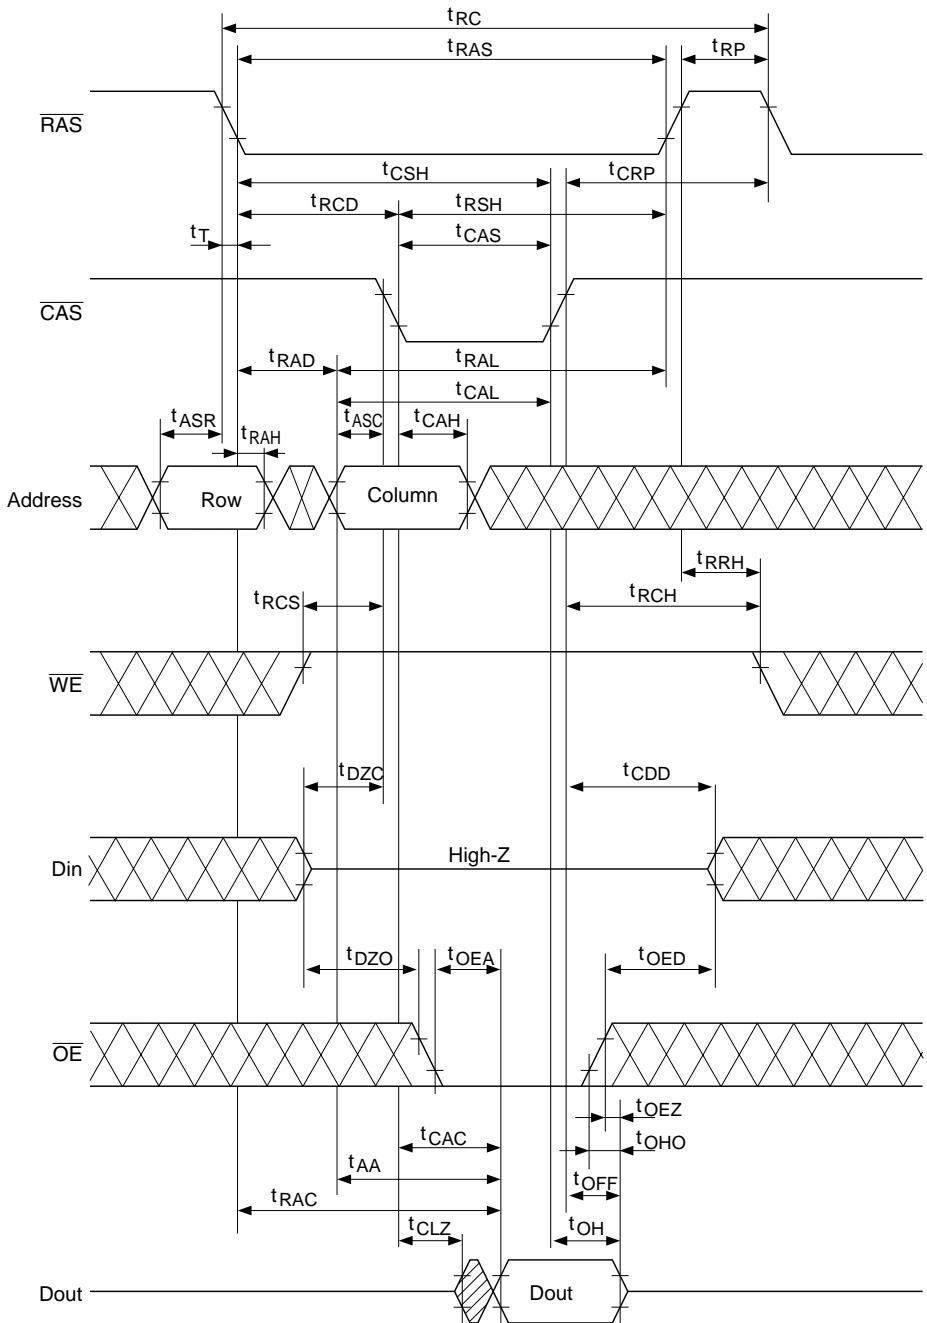 tRC
tRAS
tRP
RAS
tCSH
tCRP
tRCD
tRSH
tT
tCAS
CAS
tRAD
tRAL
tCAL
tASR
tASC
tCAH
tRAH
Address
Row
Column
tRRH
tRCS
tRCH
WE
tDZC
tCDD
High-Z
Din
tDZO
tOEA
tOED
OE
tOEZ
tCAC
tOHO
tAA
tOFF
tRAC
tCLZ
tOH
Dout
Dout